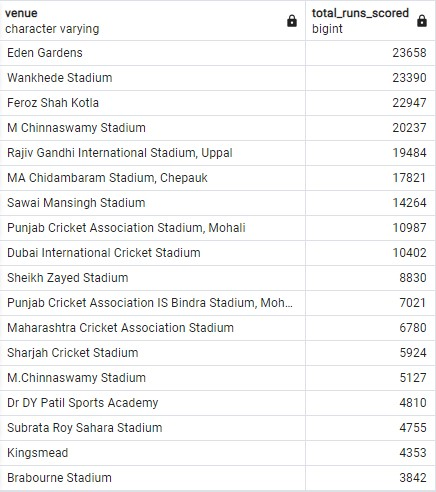 venue total_runs_scored
character varying bigint
Eden Gardens 23658
Wankhede Stadium 23390
Feroz Shah Kotla 22947
M Chinnaswamy Stadium 20237
Rajiv Gandhi International Stadium, Uppal 19484
MA Chidambaram Stadium, Chepauk 17821
Sawai Mansingh Stadium 14264
Punjab Cricket Association Stadium, Mohali 10987
Dubai International Cricket Stadium 10402
Sheikh Zayed Stadium 8830
Punjab Cricket Association IS Bindra Stadium, Moh... 7021
Maharashtra Cricket Association Stadium 6780
Sharjah Cricket Stadium 5924
M.Chinnaswamy Stadium 5127
Dr DY Patil Sports Academy 4810
Subrata Roy Sahara Stadium 4755
Kingsmead 4353
Brabourne Stadium 3842